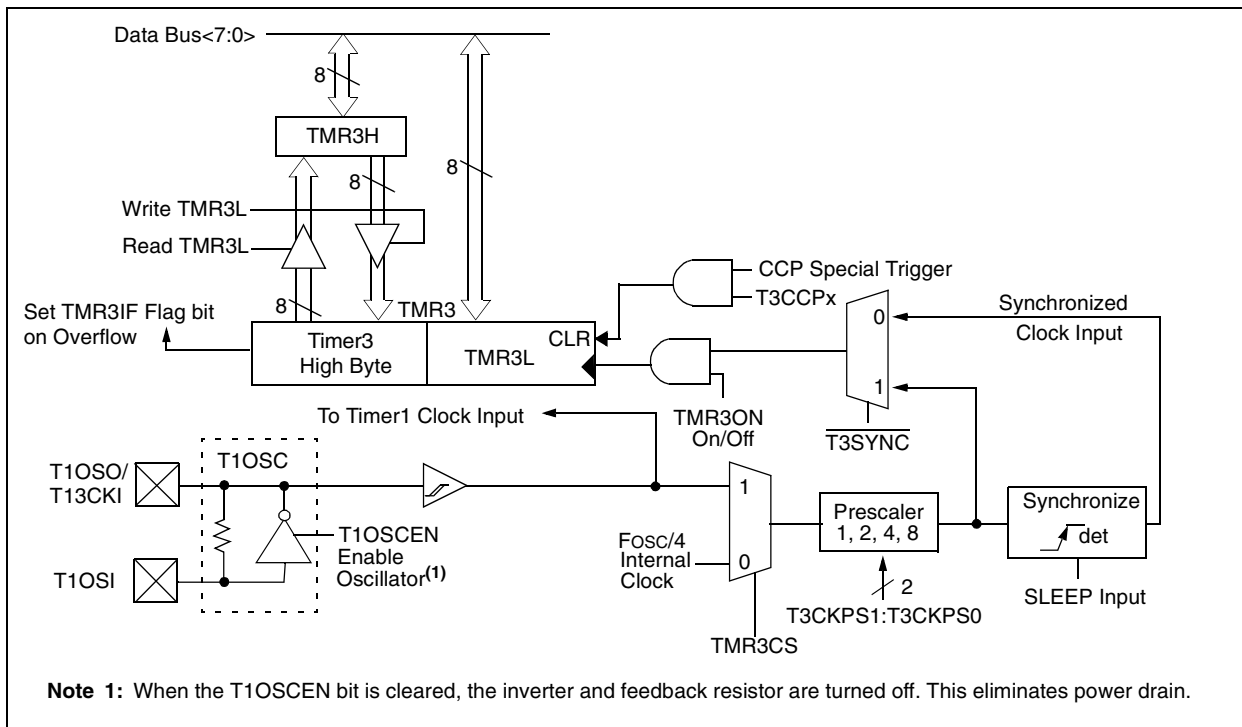 Data Bus<7:0>
8
TMR3H
8
8
Write TMR3L
Read TMR3L
8
TMR3
CCP Special Trigger
T3CCPx
Set TMR3IF Flag bit
on Overflow
Timer3
High Byte
TMR3L
CLR
0
1
Synchronized
Clock Input
TMR3ON
On/Off
T3SYNC
To Timer1 Clock Input
T1OSC
T1OSO/
T13CKI
T1OSI
T1OSCEN
Enable
Oscillator(1)
FOSC/4
Internal
Clock
1
0
Prescaler
1, 2, 4, 8
Synchronize
det
2
T3CKPS1:T3CKPS0
SLEEP Input
TMR3CS
Note 1: When the T1OSCEN bit is cleared, the inverter and feedback resistor are turned off. This eliminates power drain.